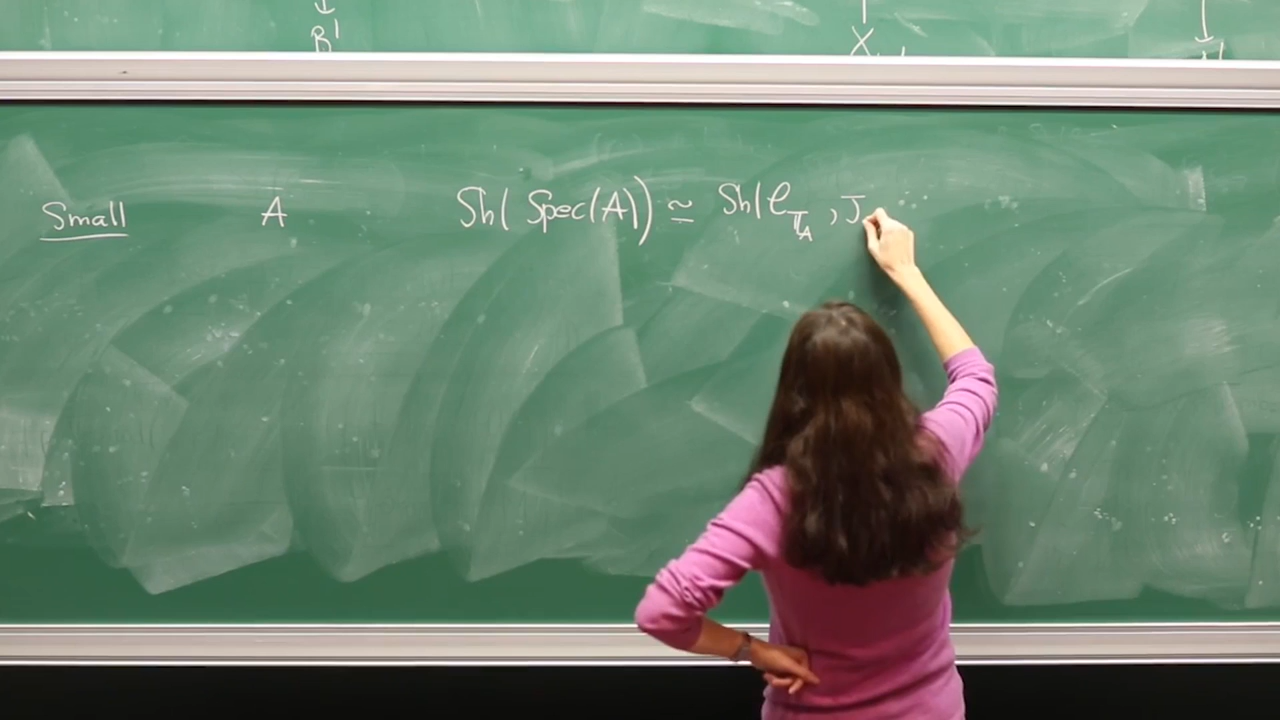 B'
X
Small A Sh( Spec(A)) ≃ Sh( C_{𝕋_A} , J